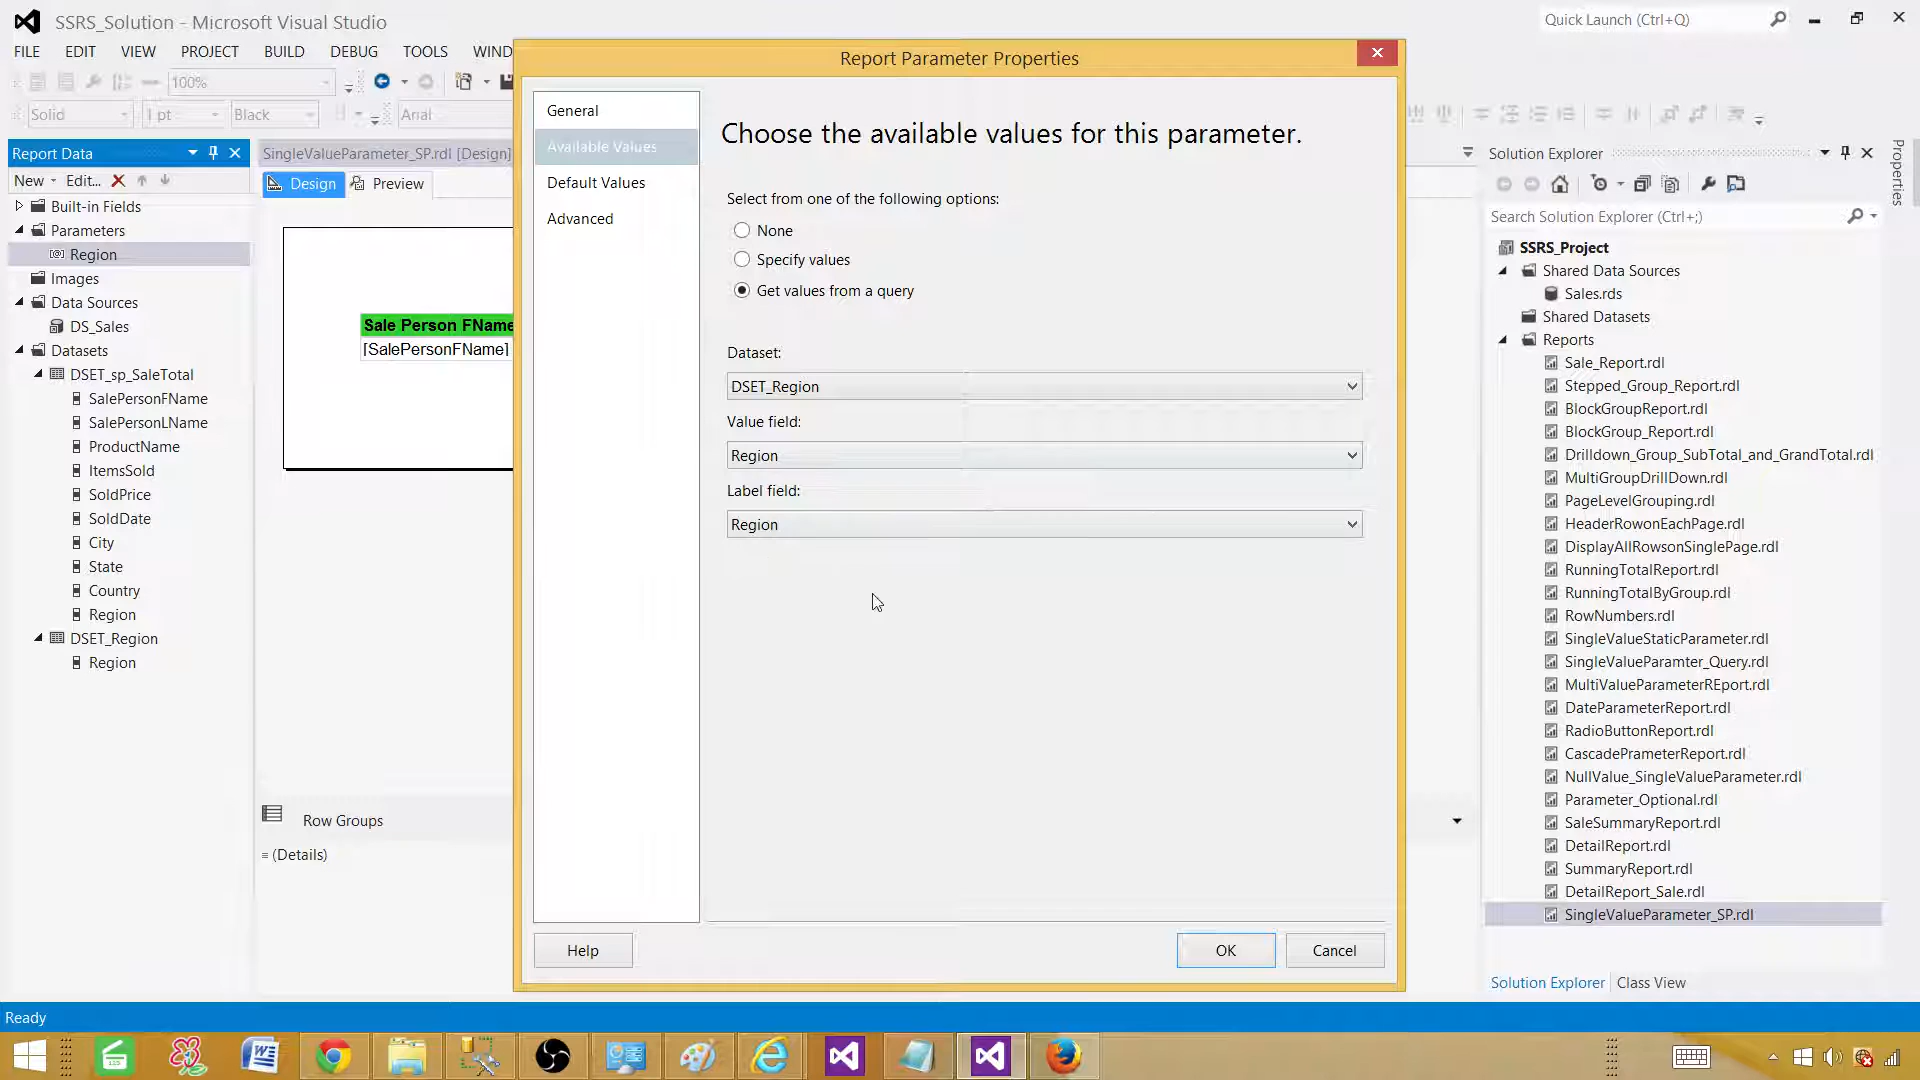 SSRS_Solution - Microsoft Visual Studio
Quick Launch (Ctrl+Q)
FILE EDIT VIEW PROJECT BUILD DEBUG TOOLS WIND
100%
Solid 1 pt Black Arial
Report Data
New Edit...
Built-in Fields
Parameters
Region
Images
Data Sources
DS_Sales
Datasets
DSET_sp_SaleTotal
SalePersonFName
SalePersonLName
ProductName
ItemsSold
SoldPrice
SoldDate
City
State
Country
Region
DSET_Region
Region
SingleValueParameter_SP.rdl [Design]
Design Preview
Sale Person FName
[SalePersonFName]
Row Groups
(Details)
Report Parameter Properties
General
Available Values
Default Values
Advanced
Choose the available values for this parameter.
Select from one of the following options:
None
Specify values
Get values from a query
Dataset:
DSET_Region
Value field:
Region
Label field:
Region
Help OK Cancel
Solution Explorer
Search Solution Explorer (Ctrl+;)
SSRS_Project
Shared Data Sources
Sales.rds
Shared Datasets
Reports
Sale_Report.rdl
Stepped_Group_Report.rdl
BlockGroupReport.rdl
BlockGroup_Report.rdl
Drilldown_Group_SubTotal_and_GrandTotal.rdl
MultiGroupDrillDown.rdl
PageLevelGrouping.rdl
HeaderRowonEachPage.rdl
DisplayAllRowsonSinglePage.rdl
RunningTotalReport.rdl
RunningTotalByGroup.rdl
RowNumbers.rdl
SingleValueStaticParameter.rdl
SingleValueParamter_Query.rdl
MultiValueParameterREport.rdl
DateParameterReport.rdl
RadioButtonReport.rdl
CascadePrameterReport.rdl
NullValue_SingleValueParameter.rdl
Parameter_Optional.rdl
SaleSummaryReport.rdl
DetailReport.rdl
SummaryReport.rdl
DetailReport_Sale.rdl
SingleValueParameter_SP.rdl
Solution Explorer Class View
Properties
Ready